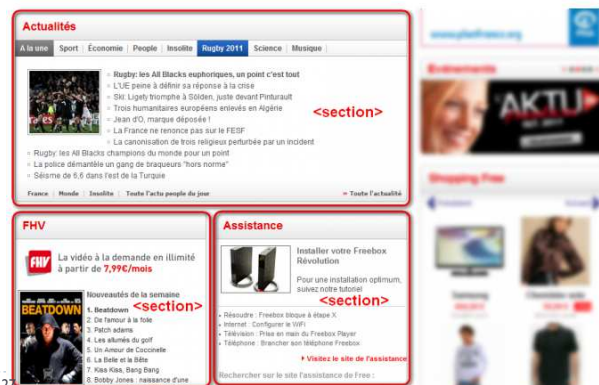 Actualités
A la une Sport Économie People Insolite Rugby 2011 Science Musique
Rugby: les All Blacks euphoriques, un point c'est tout
L'UE peine à définir sa réponse à la crise
Ski: Ligety triomphe à Sölden, juste devant Pinturault
Trois humanitaires européens enlevés en Algérie
Jean d'O, marque déposée !
La France ne renonce pas sur le FESF
La canonisation de trois religieux perturbée par un incident
<section>
Rugby: les All Blacks champions du monde pour un point
La police démantèle un gang de braqueurs "hors norme"
Séisme de 6,6 dans l'est de la Turquie
France Monde Insolite Toute l'actu people du jour Toute l'actualité
FHV
FHV
La vidéo à la demande en illimité
à partir de 7,99€/mois
BEATDOWN
Nouveautés de la semaine
<section>
1. Beatdown
2. De l'amour à la folie
3. Patch adams
4. Les allumés du golf
5. Un Amour de Coccinelle
6. La Belle et la Bête
7. Kiss Kiss, Bang Bang
8. Bobby Jones : naissance d'une
Assistance
Installer votre Freebox
Révolution
Pour une installation optimum,
suivez notre tutoriel
<section>
Résoudre : Freebox bloque à étape X
Internet : Configurer le WiFi
Télévision : Prise en main du Freebox Player
Téléphone : Brancher son téléphone Freebox
Visitez le site de l'assistance
Rechercher sur le site l'assistance de Free :
Evénements
AKTU
Shopping Free
Samsung
27